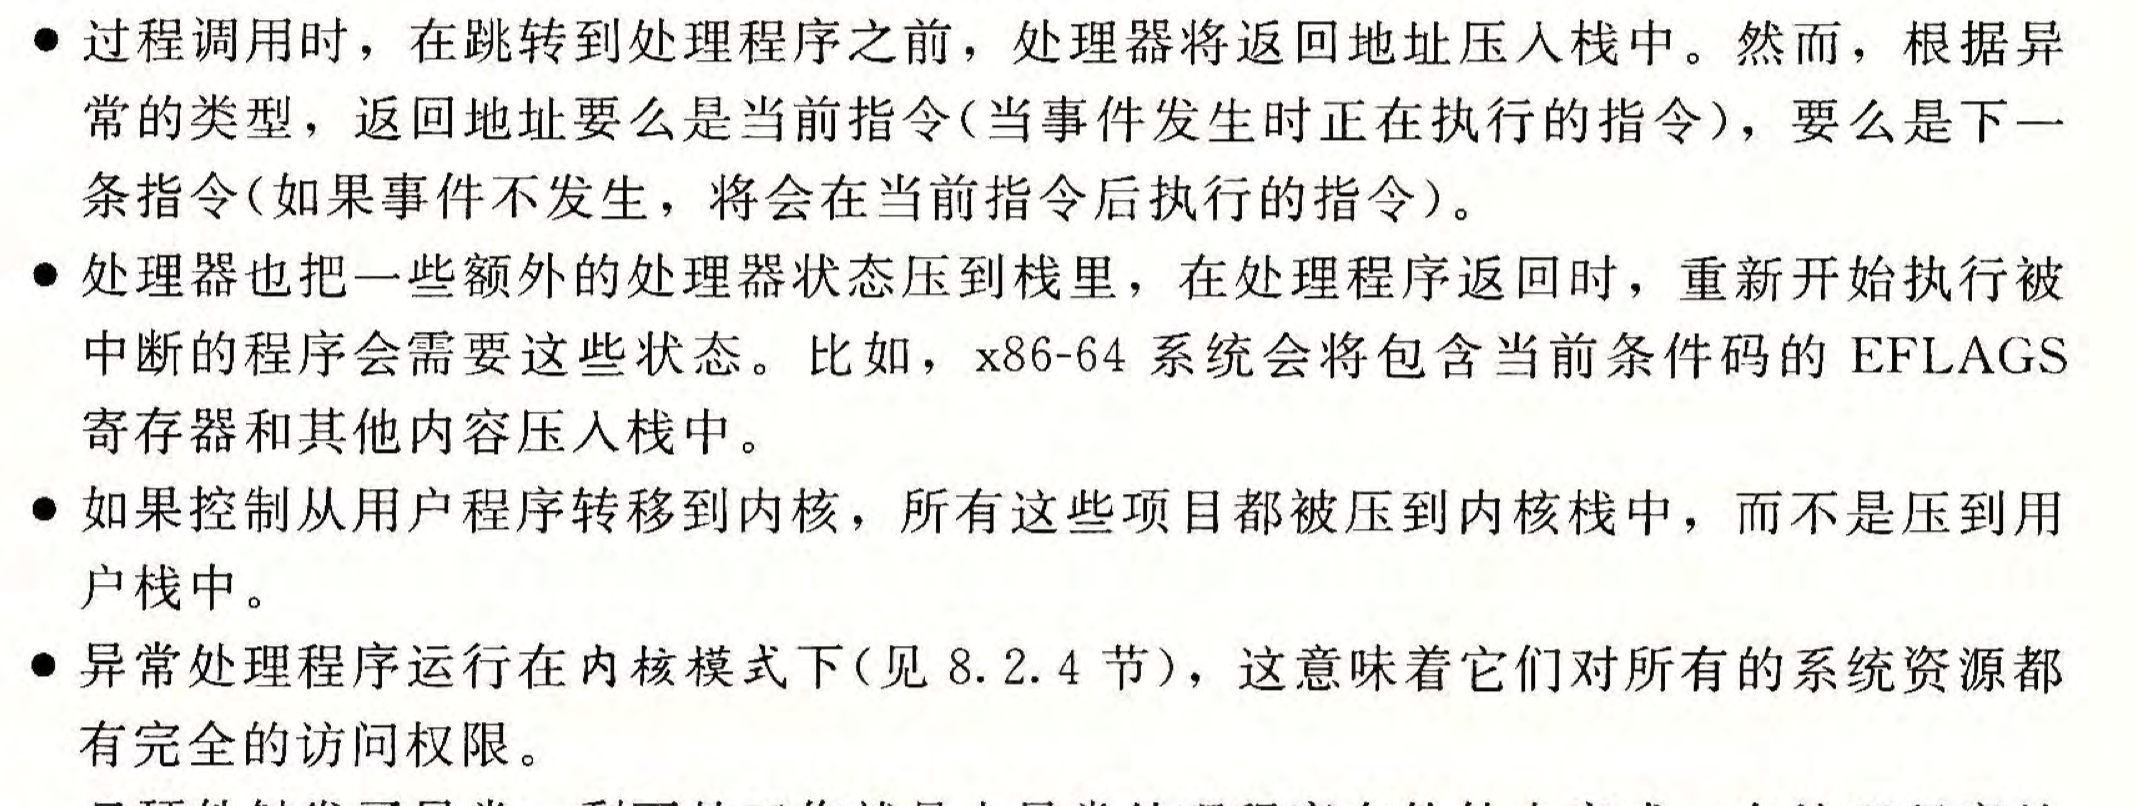 ● 过程调用时，在跳转到处理程序之前，处理器将返回地址压入栈中。然而，根据异
常的类型，返回地址要么是当前指令(当事件发生时正在执行的指令)，要么是下一
条指令(如果事件不发生，将会在当前指令后执行的指令)。
● 处理器也把一些额外的处理器状态压到栈里，在处理程序返回时，重新开始执行被
中断的程序会需要这些状态。比如，x86-64 系统会将包含当前条件码的 EFLAGS
寄存器和其他内容压入栈中。
● 如果控制从用户程序转移到内核，所有这些项目都被压到内核栈中，而不是压到用
户栈中。
● 异常处理程序运行在内核模式下(见 8.2.4 节)，这意味着它们对所有的系统资源都
有完全的访问权限。